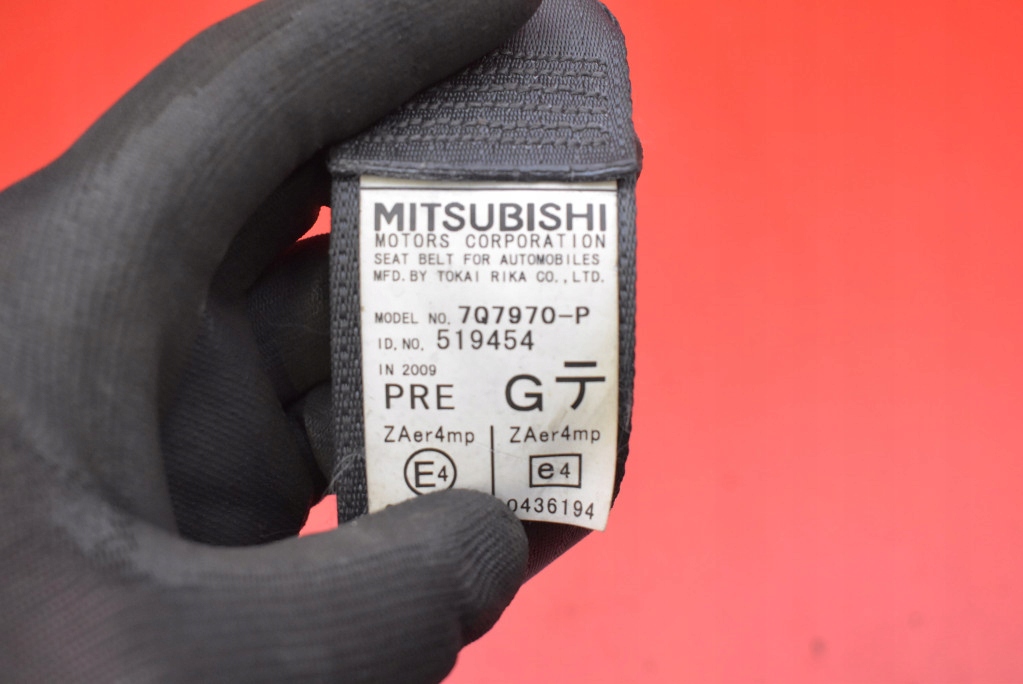 MITSUBISHI
MOTORS CORPORATION
SEAT BELT FOR AUTOMOBILES
MFD. BY TOKAI RIKA CO., LTD.
MODEL NO. 7Q7970-P
ID. NO. 519454
IN 2009
PRE G テ
ZAer4mp ZAer4mp
E4 e4
0436194